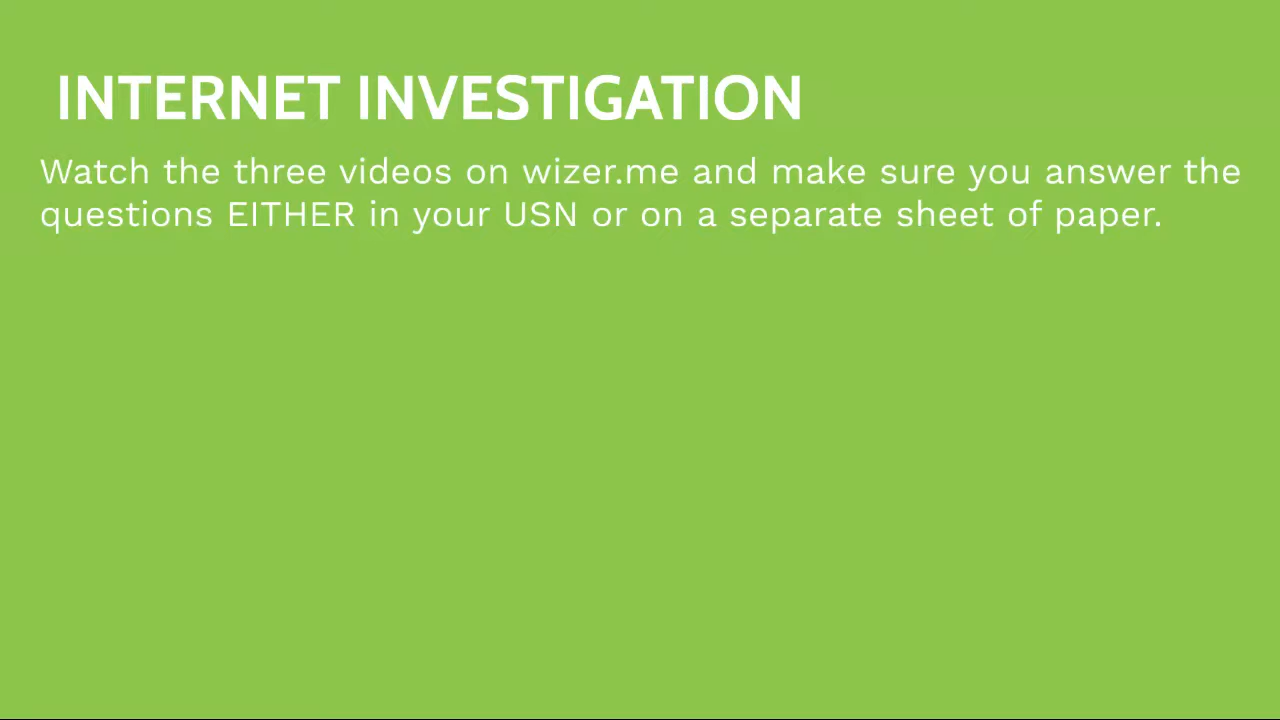 INTERNET INVESTIGATION
Watch the three videos on wizer.me and make sure you answer the
questions EITHER in your USN or on a separate sheet of paper.